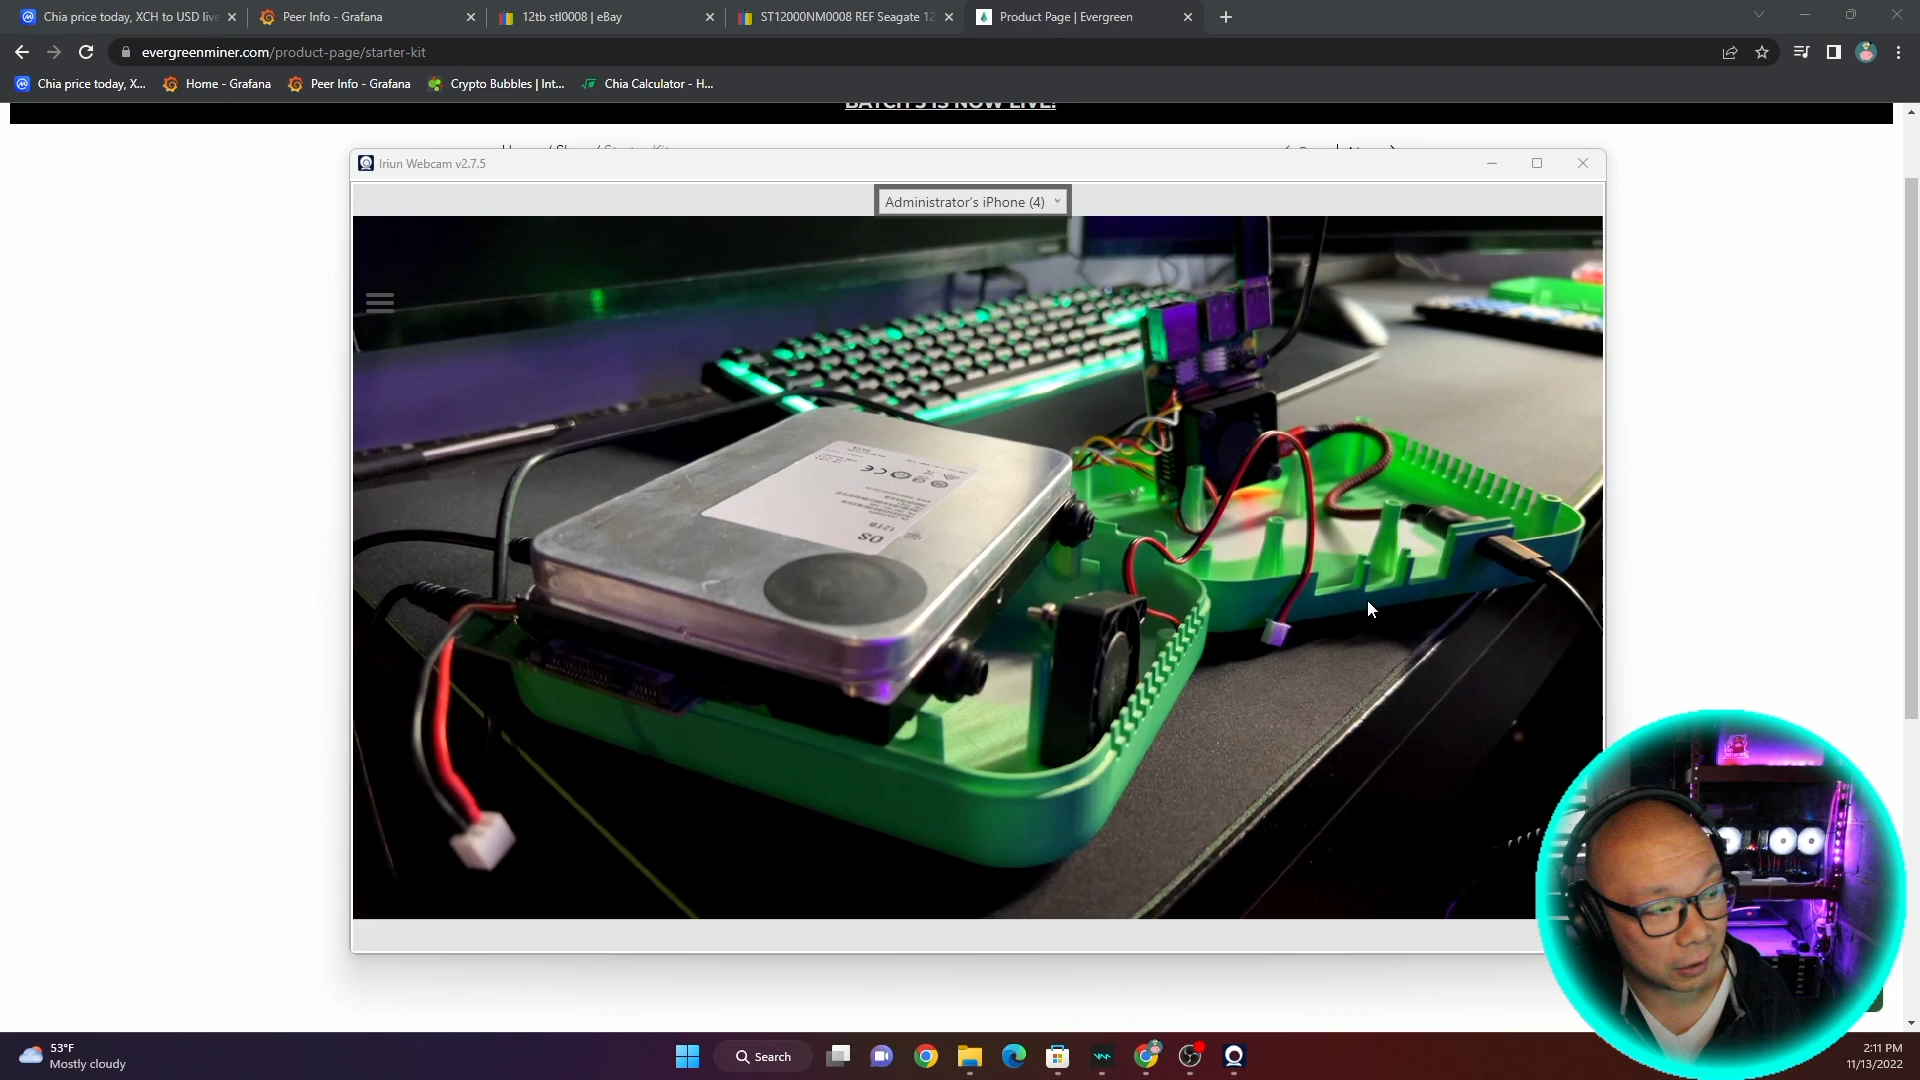 Chia price today, XCH to USD live
Peer Info - Grafana
12tb stl0008 | eBay
ST12000NM0008 REF Seagate 12
Product Page | Evergreen
evergreenminer.com/product-page/starter-kit
Chia price today, X...
Home - Grafana
Peer Info - Grafana
Crypto Bubbles | Int...
Chia Calculator - H...
BATCH 3 IS NOW LIVE!
Iriun Webcam v2.7.5
Administrator's iPhone (4)
12TB
DS
53°F
Mostly cloudy
Search
2:11 PM
11/13/2022